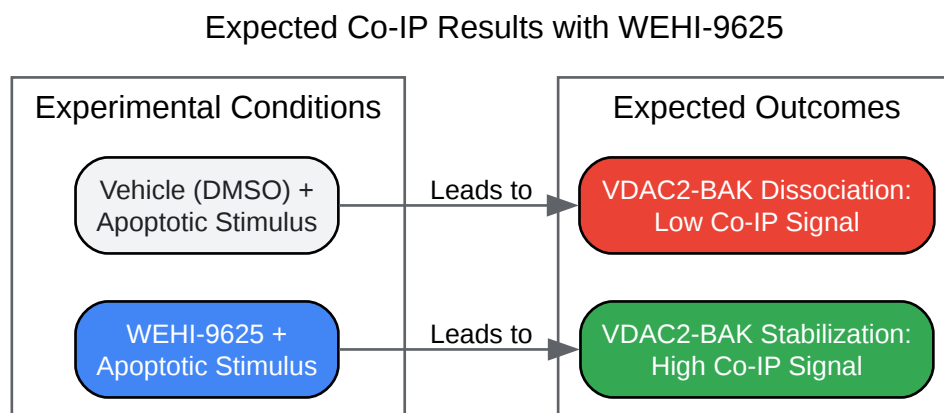 Expected Co-IP Results with WEHI-9625
Experimental Conditions
Expected Outcomes
Vehicle (DMSO) +
Apoptotic Stimulus
Leads to
VDAC2-BAK Dissociation:
Low Co-IP Signal
WEHI-9625 +
Apoptotic Stimulus
Leads to
VDAC2-BAK Stabilization:
High Co-IP Signal